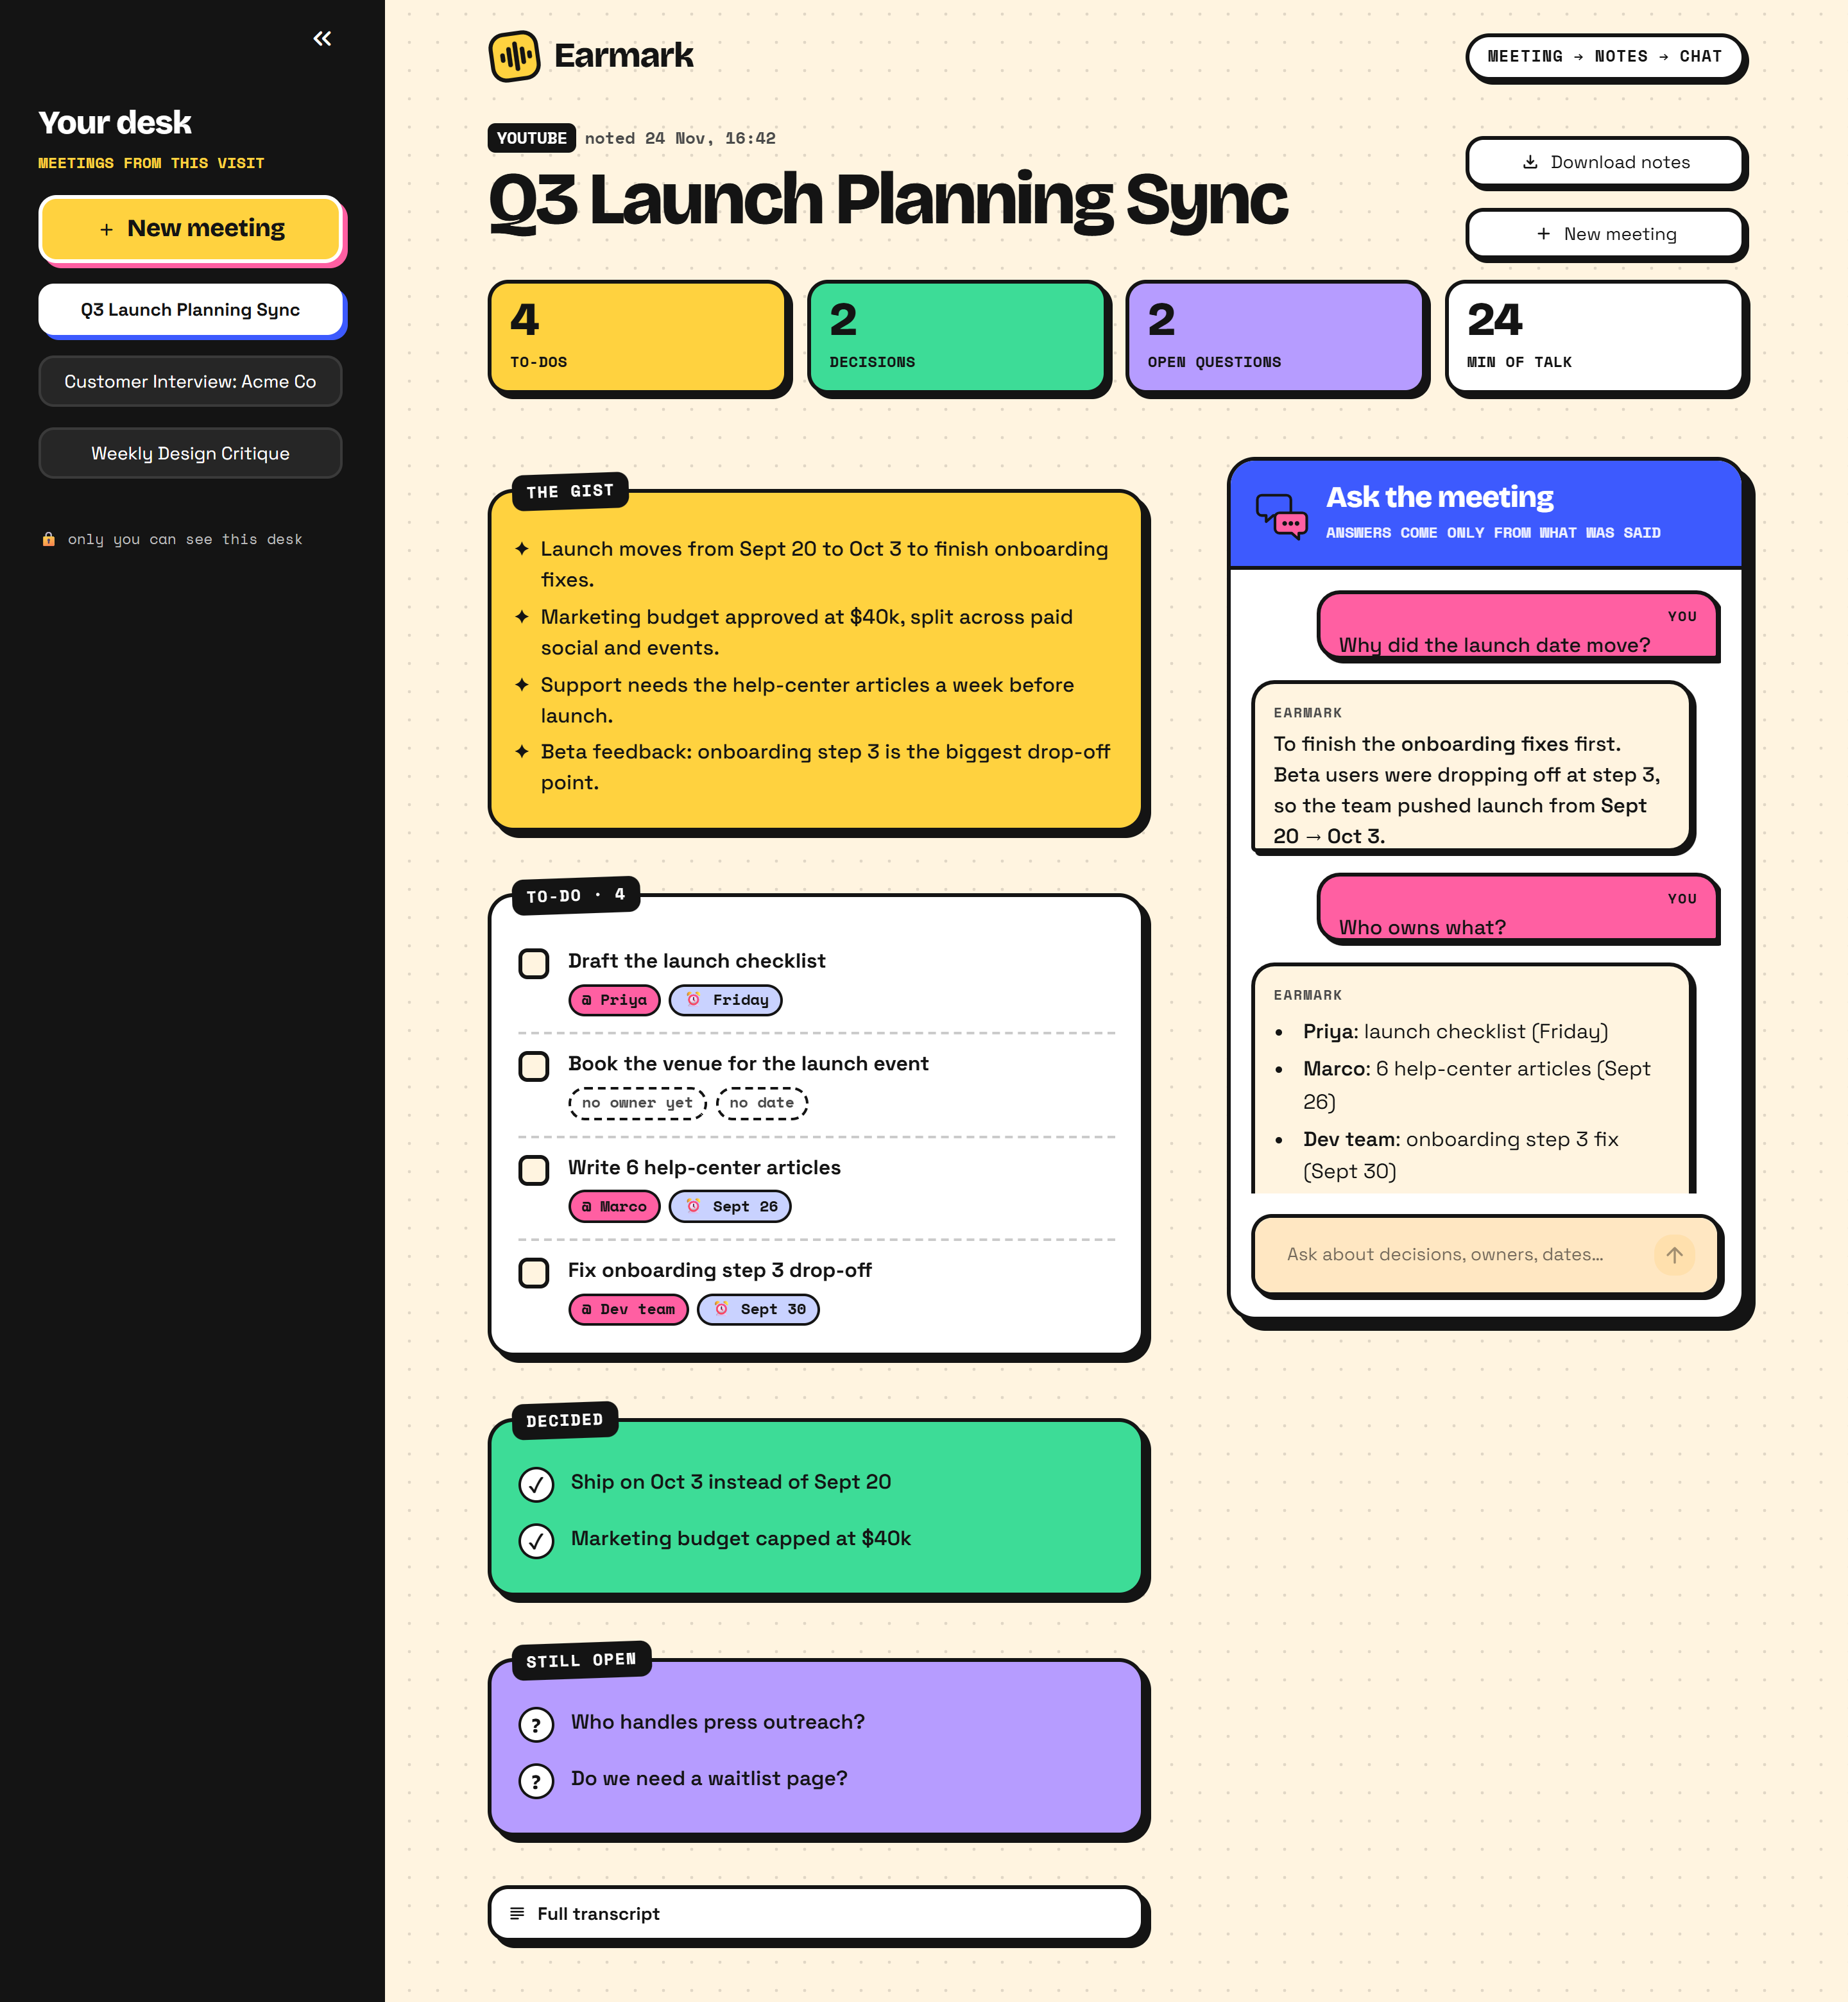 Your desk
MEETINGS FROM THIS VISIT
+ New meeting
Q3 Launch Planning Sync
Customer Interview: Acme Co
Weekly Design Critique
🔒 only you can see this desk
Earmark
MEETING → NOTES → CHAT
YOUTUBE noted 24 Nov, 16:42
Q3 Launch Planning Sync
Download notes
+ New meeting
4
TO-DOS
2
DECISIONS
2
OPEN QUESTIONS
24
MIN OF TALK
THE GIST
✦ Launch moves from Sept 20 to Oct 3 to finish onboarding
fixes.
✦ Marketing budget approved at $40k, split across paid
social and events.
✦ Support needs the help-center articles a week before
launch.
✦ Beta feedback: onboarding step 3 is the biggest drop-off
point.
TO-DO · 4
Draft the launch checklist
@ Priya ⏰ Friday
Book the venue for the launch event
no owner yet no date
Write 6 help-center articles
@ Marco ⏰ Sept 26
Fix onboarding step 3 drop-off
@ Dev team ⏰ Sept 30
DECIDED
✓ Ship on Oct 3 instead of Sept 20
✓ Marketing budget capped at $40k
STILL OPEN
? Who handles press outreach?
? Do we need a waitlist page?
Full transcript
Ask the meeting
ANSWERS COME ONLY FROM WHAT WAS SAID
YOU
Why did the launch date move?
EARMARK
To finish the onboarding fixes first.
Beta users were dropping off at step 3,
so the team pushed launch from Sept
20 → Oct 3.
YOU
Who owns what?
EARMARK
• Priya: launch checklist (Friday)
• Marco: 6 help-center articles (Sept
26)
• Dev team: onboarding step 3 fix
(Sept 30)
Ask about decisions, owners, dates…